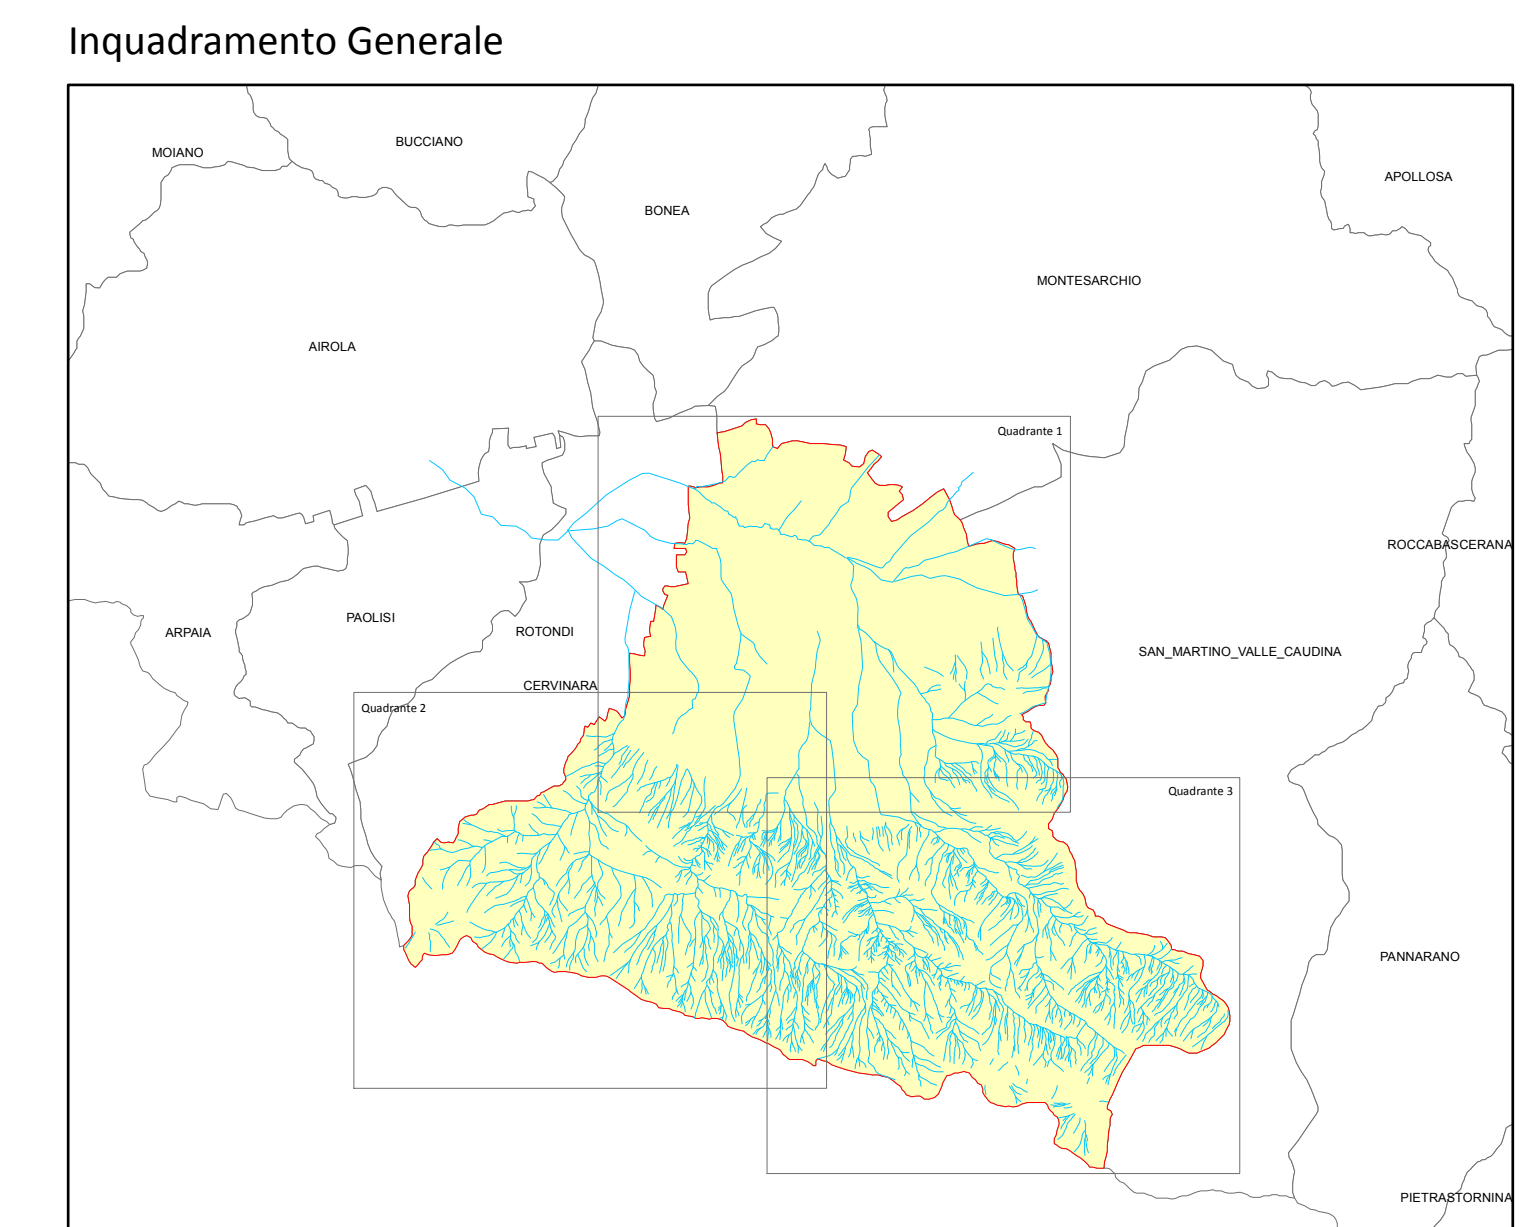 Inquadramento Generale
MOIANO
BUCCIANO
APOLLOSA
BONEA
MONTESARCHIO
AIROLA
Quadrante 1
ROCCABASCERANA
PAOLISI
ARPAIA
ROTONDI
SAN_MARTINO_VALLE_CAUDINA
CERVINARA
Quadrante 2
Quadrante 3
PANNARANO
PIETRASTORNINA